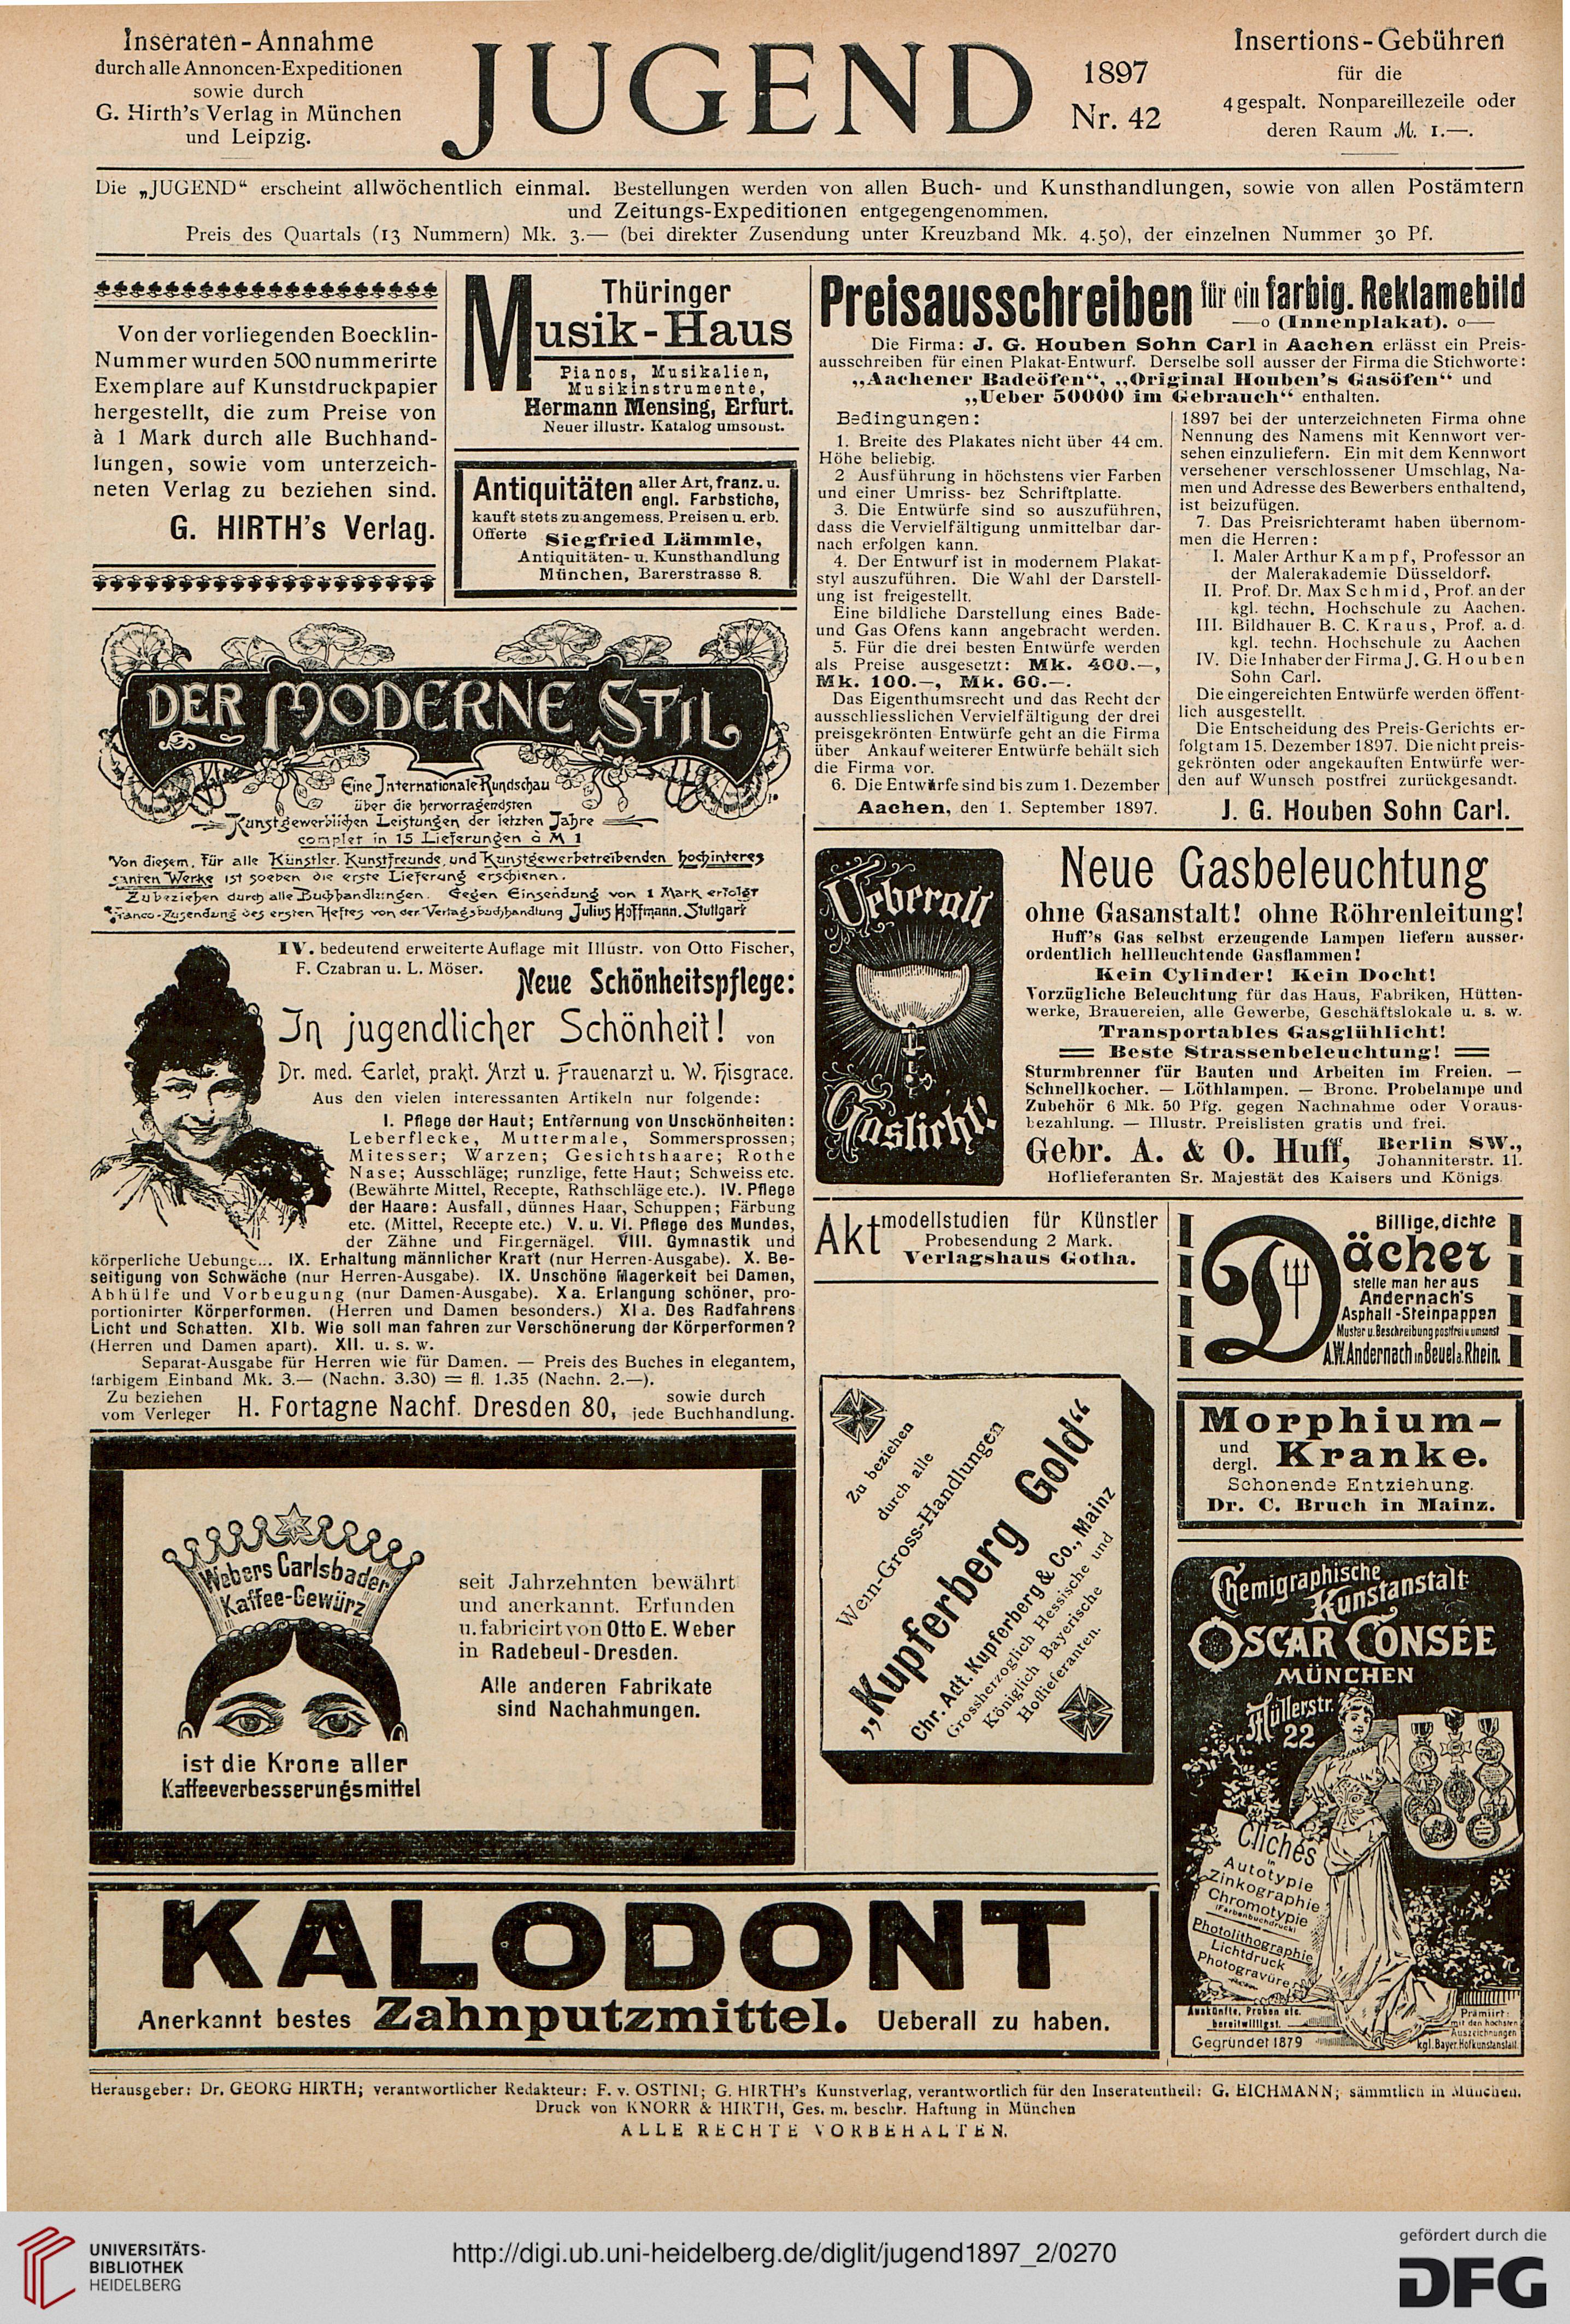 Inseraten-Annahme
durch alle Annoncen-Expeditionen
sowie durch
G. Hirth's Verlag in München
und Leipzig.
JUGEND
1897
Nr. 42
Insertions-Gebühren
für die
4 gespalt. Nonpareillezeile oder
deren Raum M. 1.—.
Die „JUGEND“ erscheint allwöchentlich einmal. Bestellungen werden von allen Buch- und Kunsthandlungen, sowie von allen Postämtern
und Zeitungs-Expeditionen entgegengenommen.
Preis des Quartals (13 Nummern) Mk. 3.— (bei direkter Zusendung unter Kreuzband Mk. 4.50), der einzelnen Nummer 30 Pf.
Von der vorliegenden Boecklin-
Nummer wurden 500 nummerirte
Exemplare auf Kunstdruckpapier
hergestellt, die zum Preise von
à 1 Mark durch alle Buchhand-
lungen, sowie vom unterzeich-
neten Verlag zu beziehen sind.
G. HIRTH's Verlag.
Thüringer
Musik-Haus
Pianos, Musikalien,
Musikinstrumente,
Hermann Mensing, Erfurt.
Neuer illustr. Katalog umsonst.
Antiquitäten aller Art, franz. u.
engl. Farbstiche,
kauft stets zu angemess. Preisen u. erb.
Offerte Siegfried Lämmle,
Antiquitäten- u. Kunsthandlung
München, Barerstrasse 8.
DER MODERNE STIL
Eine Internationale Rundschau
über die hervorragendsten
Kunstgewerblichen Leistungen der letzten Jahre
complet in 15 Lieferungen à M 1
Von diesem, für alle Künstler, Kunstfreunde, und Kunstgewerbetreibenden hochinteres
santen Werke ist soeben die erste Lieferung erschienen.
Zu beziehen durch alle Buchhandlungen. Gegen Einsendung von 1 Mark erfolgt
Franco-Zusendung des ersten Heftes von der Verlagsbuchhandlung Julius Hoffmann. Stuttgart
IV. bedeutend erweiterte Auflage mit Illustr. von Otto Fischer,
F. Czabran u. L. Möser.
Neue Schönheitspflege:
In jugendlicher Schönheit! von
Dr. med. Earlet, prakt. Arzt u. Frauenarzt u. W. Hisgrace.
Aus den vielen interessanten Artikeln nur folgende:
I. Pflege der Haut; Entfernung von Unschönheiten:
Leberflecke, Muttermale, Sommersprossen;
Mitesser; Warzen; Gesichtshaare; Rothe
Nase; Ausschläge; runzlige, fette Haut; Schweiss etc.
(Bewährte Mittel, Recepte, Rathschläge etc.). IV. Pflege
der Haare: Ausfall, dünnes Haar, Schuppen; Färbung
etc. (Mittel, Recepte etc.) V. u. VI. Pflege des Mundes,
der Zähne und Fingernägel. VIII. Gymnastik und
körperliche Uebunge... IX. Erhaltung männlicher Kraft (nur Herren-Ausgabe). X. Be-
seitigung von Schwäche (nur Herren-Ausgabe). IX. Unschöne Magerkeit bei Damen,
Abhülfe und Vorbeugung (nur Damen-Ausgabe). Xa. Erlangung schöner, pro-
portionirter Körperformen. (Herren und Damen besonders.) XIa. Des Radfahrens
Licht und Schatten. XIb. Wie soll man fahren zur Verschönerung der Körperformen?
(Herren und Damen apart). XII. u. s. w.
Separat-Ausgabe für Herren wie für Damen. — Preis des Buches in elegantem,
farbigem Einband Mk. 3.— (Nachn. 3.30) = fl. 1.35 (Nachn. 2.—).
Zu beziehen
vom Verleger H. Fortagne Nachf. Dresden 80, sowie durch
jede Buchhandlung.
Webers Carlsbader
Kaffee-Gewürz
ist die Krone aller
Kaffeeverbesserungsmittel
seit Jahrzehnten bewährt
und anerkannt. Erfunden
u. fabricirt von Otto E. Weber
in Radebeul-Dresden.
Alle anderen Fabrikate
sind Nachahmungen.
Preisausschreiben für ein farbig. Reklamebild
(Innenplakat).
Die Firma: J. G. Houben Sohn Carl in Aachen erlässt ein Preis-
ausschreiben für einen Plakat-Entwurf. Derselbe soll ausser der Firma die Stichworte:
„Aachener Badeöfen“, „Original Houben's Gasöfen“ und
„Ueber 50000 im Gebrauch“ enthalten.
Bedingungen:
1. Breite des Plakates nicht über 44 cm.
Höhe beliebig.
2 Ausführung in höchstens vier Farben
und einer Umriss- bez Schriftplatte.
3. Die Entwürfe sind so auszuführen,
dass die Vervielfältigung unmittelbar dar-
nach erfolgen kann.
4. Der Entwurf ist in modernem Plakat-
styl auszuführen. Die Wahl der Darstell-
ung ist freigestellt.
Eine bildliche Darstellung eines Bade-
und Gas Ofens kann angebracht werden.
5. Für die drei besten Entwürfe werden
als Preise ausgesetzt: Mk. 400.—,
Mk. 100.—, Mk. 60.—.
Das Eigenthumsrecht und das Recht der
ausschliesslichen Vervielfältigung der drei
preisgekrönten Entwürfe geht an die Firma
über Ankauf weiterer Entwürfe behält sich
die Firma vor.
6. Die Entwürfe sind bis zum 1. Dezember
1897 bei der unterzeichneten Firma ohne
Nennung des Namens mit Kennwort ver-
sehen einzuliefern. Ein mit dem Kennwort
versehener verschlossener Umschlag, Na-
men und Adresse des Bewerbers enthaltend,
ist beizufügen.
7. Das Preisrichteramt haben übernom-
men die Herren:
I. Maler Arthur Kampf, Professor an
der Malerakademie Düsseldorf.
II. Prof. Dr. Max Schmid, Prof. an der
kgl. techn. Hochschule zu Aachen.
III. Bildhauer B. C. Kraus, Prof. a. d.
kgl. techn. Hochschule zu Aachen
IV. Die Inhaber der Firma J. G. Houben
Sohn Carl.
Die eingereichten Entwürfe werden öffent-
lich ausgestellt.
Die Entscheidung des Preis-Gerichts er-
folgt am 15. Dezember 1897. Die nicht preis-
gekrönten oder angekauften Entwürfe wer-
den auf Wunsch postfrei zurückgesandt.
Aachen, den 1. September 1897.
J. G. Houben Sohn Carl.
Ueberall
Gaslicht!
Neue Gasbeleuchtung
ohne Gasanstalt! ohne Röhrenleitung!
Huff's Gas selbst erzeugende Lampen liefern ausser-
ordentlich hellleuchtende Gasflammen!
Kein Cylinder! Kein Docht!
Vorzügliche Beleuchtung für das Haus, Fabriken, Hütten-
werke, Brauereien, alle Gewerbe, Geschäftslokale u. s. w.
Transportables Gasglühlicht!
Beste Strassenbeleuchtung!
Sturmbrenner für Bauten und Arbeiten im Freien. —
Schnellkocher. — Löthlampen. — Bronc. Probelampe und
Zubehör 6 Mk. 50 Pfg. gegen Nachnahme oder Voraus-
bezahlung. — Illustr. Preislisten gratis und frei.
Gebr. A. & O. Huff, Berlin SW.,
Johanniterstr. 11.
Hoflieferanten Sr. Majestät des Kaisers und Königs.
Aktmodellstudien für Künstler
Probesendung 2 Mark.
Verlagshaus Gotha.
Billige, dichte
Dächer
stelle man her aus
Andernach's
Asphalt-Steinpappen
Muster u. Beschreibung postfrei u umsonst
A.W. Andernach in Beuel a. Rhein.
Zu beziehen
durch alle
Wein-Gross-Handlungen
„Kupferberg Gold“
Chr. Adt. Kupferberg & Co., Mainz
Grossherzoglich Hessische und
Königlich Bayerische
Hoflieferanten.
Morphium-
und
dergl. Kranke.
Schonende Entziehung.
Dr. C. Bruch in Mainz.
Chemigraphische
Kunstanstalt
OSCAR CONSÉE
MÜNCHEN
Müllerstr.
22
Clichés
in
Autotypie
Zinkographie
Chromotypie
(Farbenbuchdruck)
Photolithographie
Lichtdruck
Photogravüre
Auskünfte, Proben etc.
bereitwilligst.
Gegründet 1879
Prämiirt:
mit den höchsten
Auszeichnungen
kgl. Bayer. Hofkunstanstalt
KALODONT
Anerkannt bestes Zahnputzmittel. Ueberall zu haben.
Herausgeber: Dr. GEORG HIRTH; verantwortlicher Redakteur: F. v. OSTINI; G. HIRTH's Kunstverlag, verantwortlich für den Inseratentheil: G. EICHMANN; sämmtlich in München.
Druck von KNORR & HIRTH, Ges. m. beschr. Haftung in München
ALLE RECHTE VORBEHALTEN.
UNIVERSITÄTS-
BIBLIOTHEK
HEIDELBERG
http://digi.ub.uni-heidelberg.de/diglit/jugend1897_2/0270
gefördert durch die
DFG